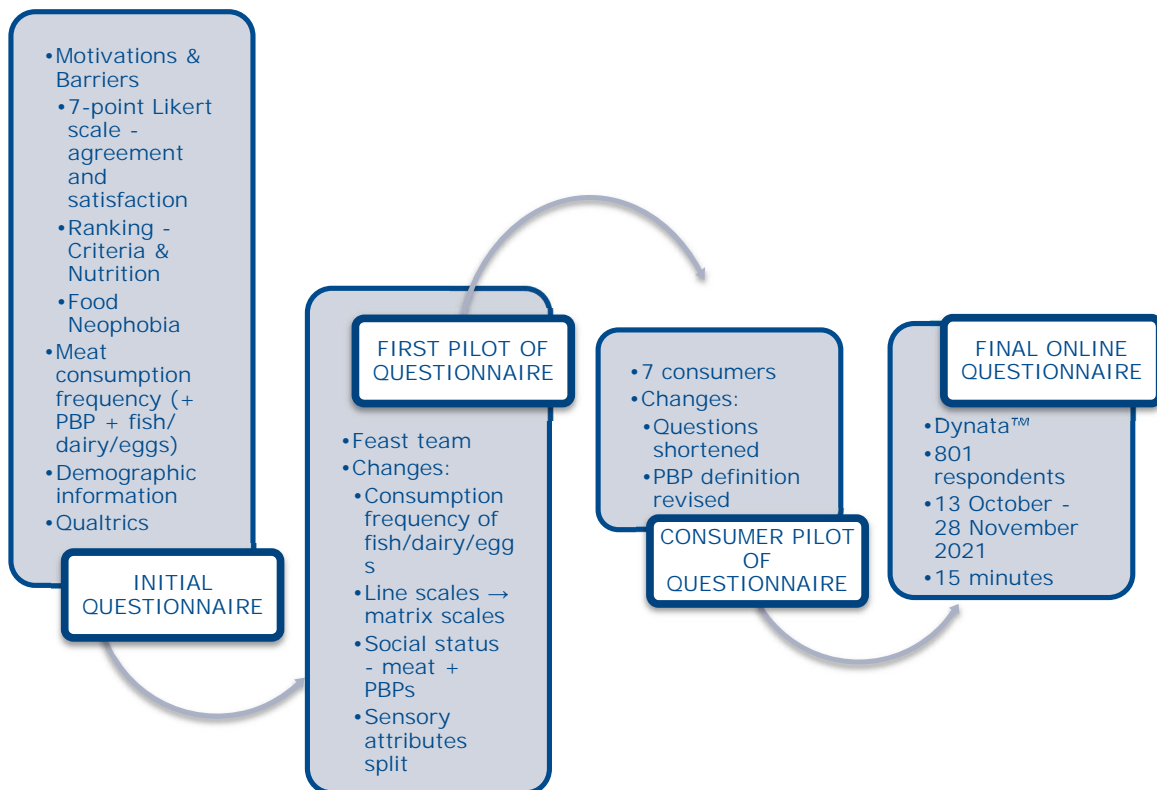 •Motivations &
Barriers
•7-point Likert
scale -
agreement
and
satisfaction
•Ranking -
Criteria &
Nutrition
•Food
Neophobia
•Meat
consumption
frequency (+
PBP + fish/
dairy/eggs)
•Demographic
information
•Qualtrics
INITIAL
QUESTIONNAIRE
FIRST PILOT OF
QUESTIONNAIRE
•Feast team
•Changes:
•Consumption
frequency of
fish/dairy/egg
s
•Line scales →
matrix scales
•Social status
- meat +
PBPs
•Sensory
attributes
split
•7 consumers
•Changes:
•Questions
shortened
•PBP definition
revised
CONSUMER PILOT
OF
QUESTIONNAIRE
FINAL ONLINE
QUESTIONNAIRE
•Dynata™
•801
respondents
•13 October -
28 November
2021
•15 minutes